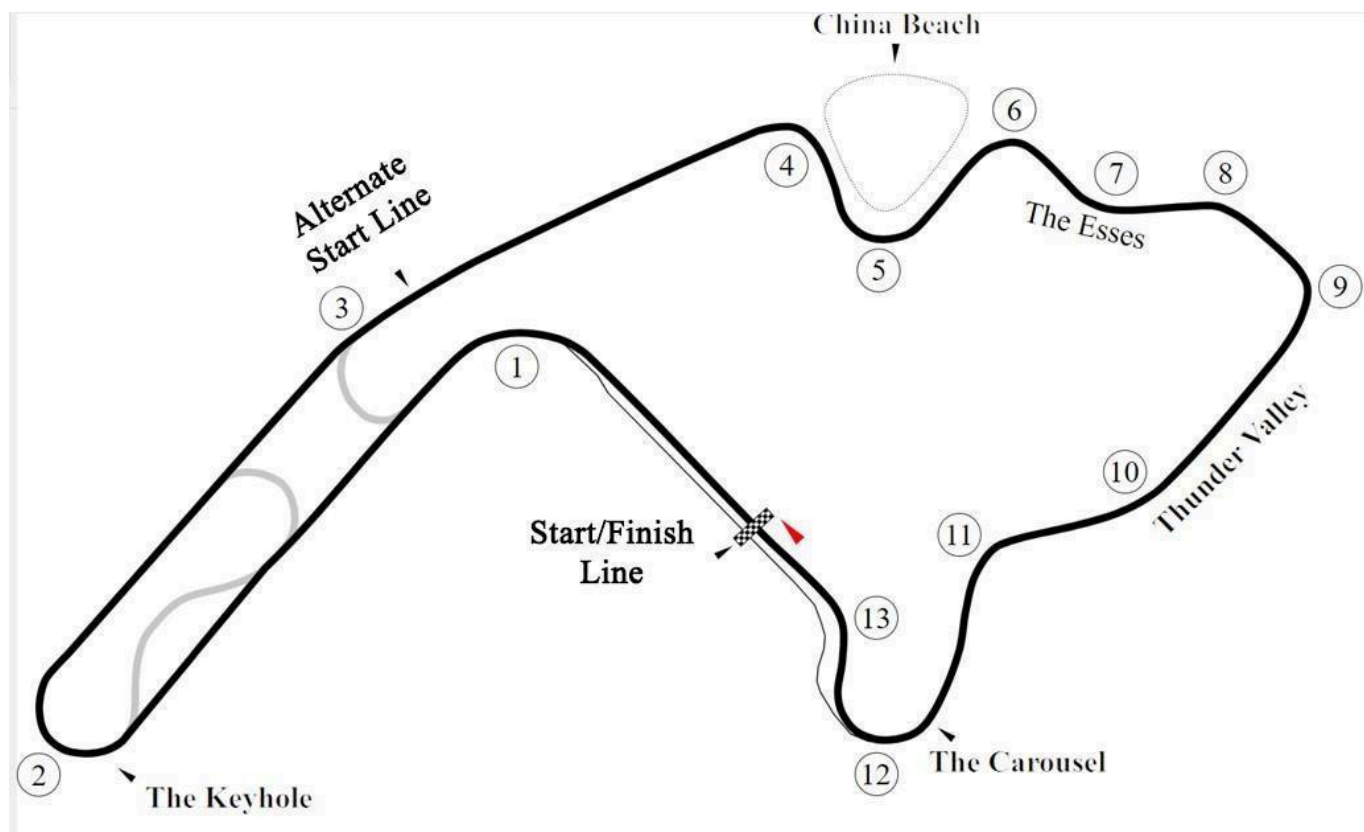 China Beach
6
4
7
8
Alternate
Start Line
The Esses
5
9
3
1
Thunder Valley
10
Start/Finish
Line
11
13
The Carousel
12
2
The Keyhole